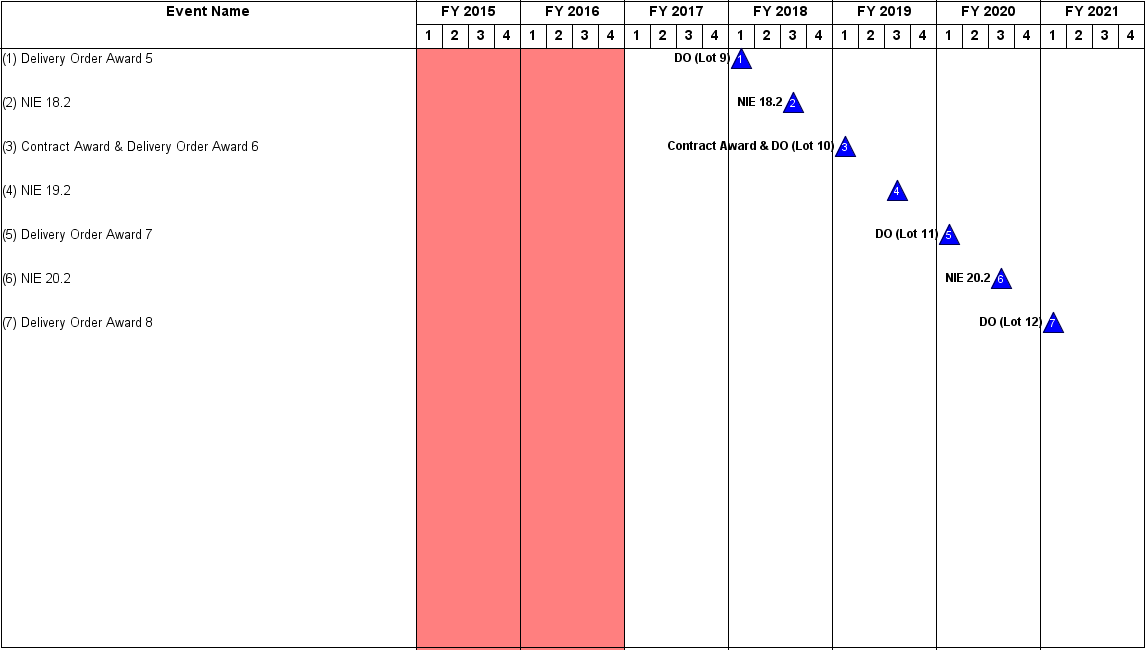 Event Name FY 2015 FY 2016 FY 2017 FY 2018 FY 2019 FY 2020 FY 2021
1 2 3 4 1 2 3 4 1 2 3 4 1 2 3 4 1 2 3 4 1 2 3 4 1 2 3 4
(1) Delivery Order Award 5 DO (Lot 9) 1
(2) NIE 18.2 NIE 18.2 2
(3) Contract Award & Delivery Order Award 6 Contract Award & DO (Lot 10) 3
(4) NIE 19.2 4
(5) Delivery Order Award 7 DO (Lot 11) 5
(6) NIE 20.2 NIE 20.2 6
(7) Delivery Order Award 8 DO (Lot 12) 7